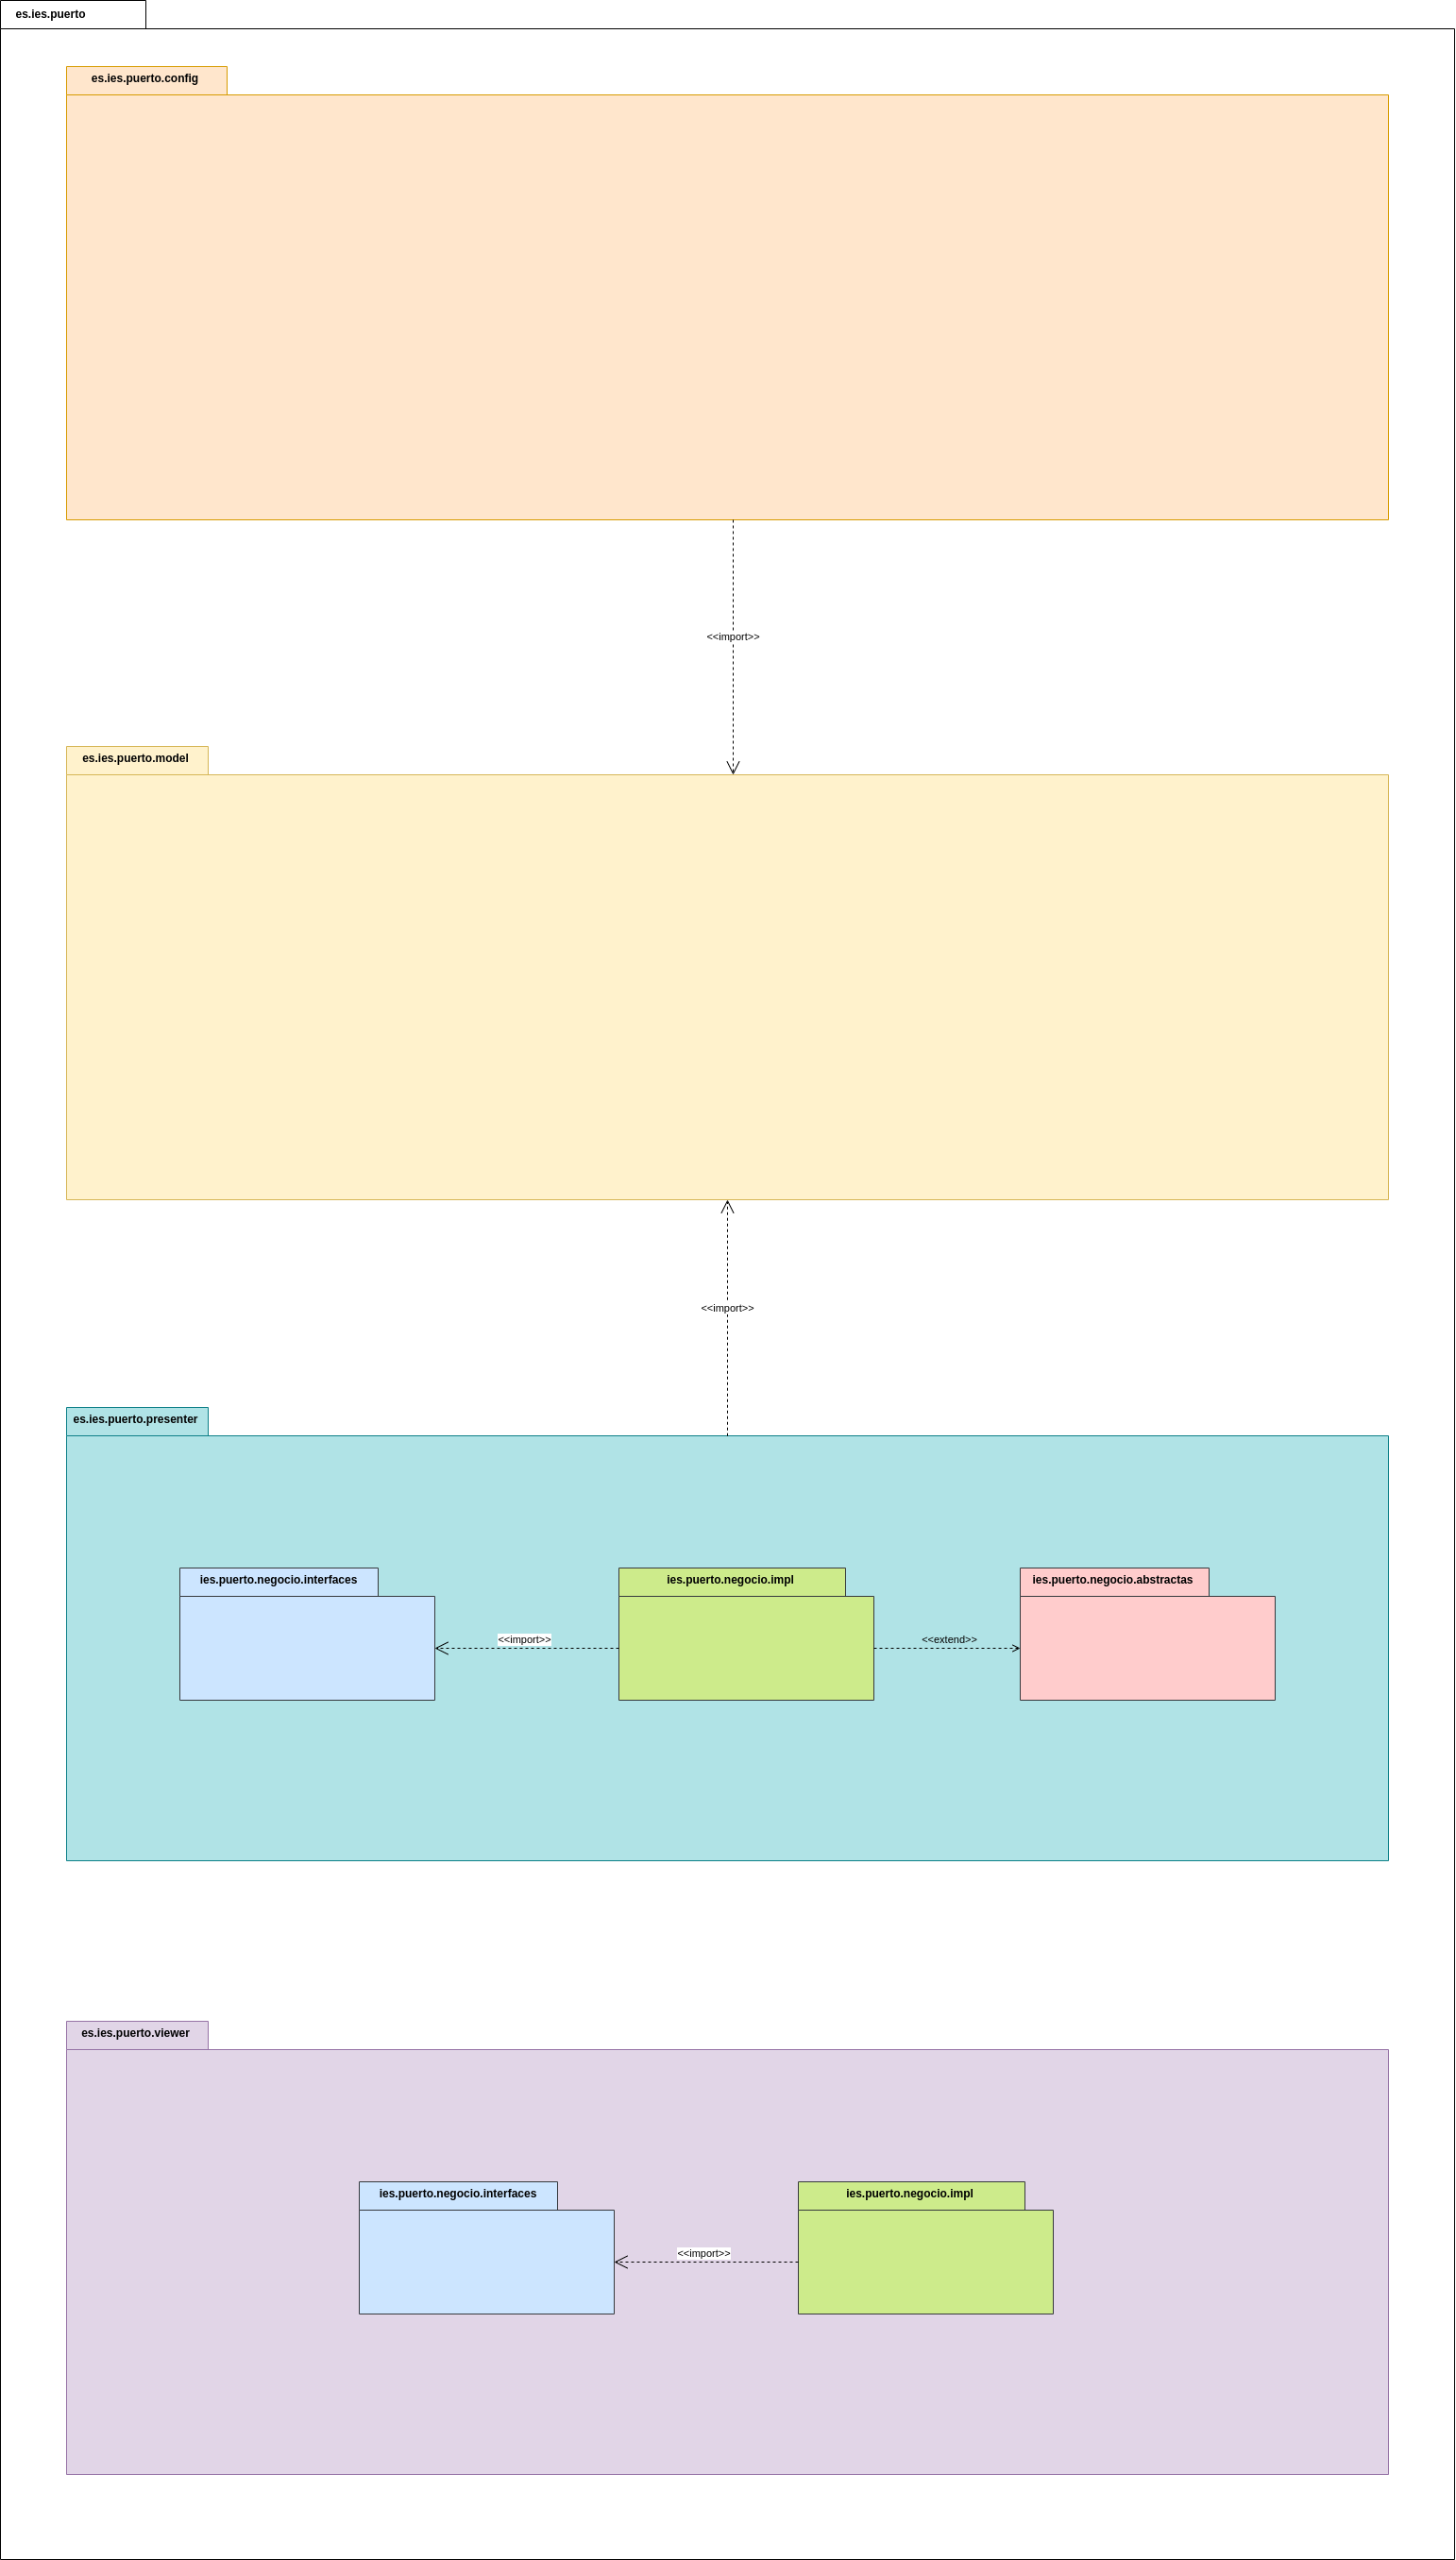 es.ies.puerto
es.ies.puerto.config
<<import>>
es.ies.puerto.model
<<import>>
es.ies.puerto.presenter
ies.puerto.negocio.interfaces
ies.puerto.negocio.impl
ies.puerto.negocio.abstractas
<<import>>
<<extend>>
es.ies.puerto.viewer
ies.puerto.negocio.interfaces
ies.puerto.negocio.impl
<<import>>